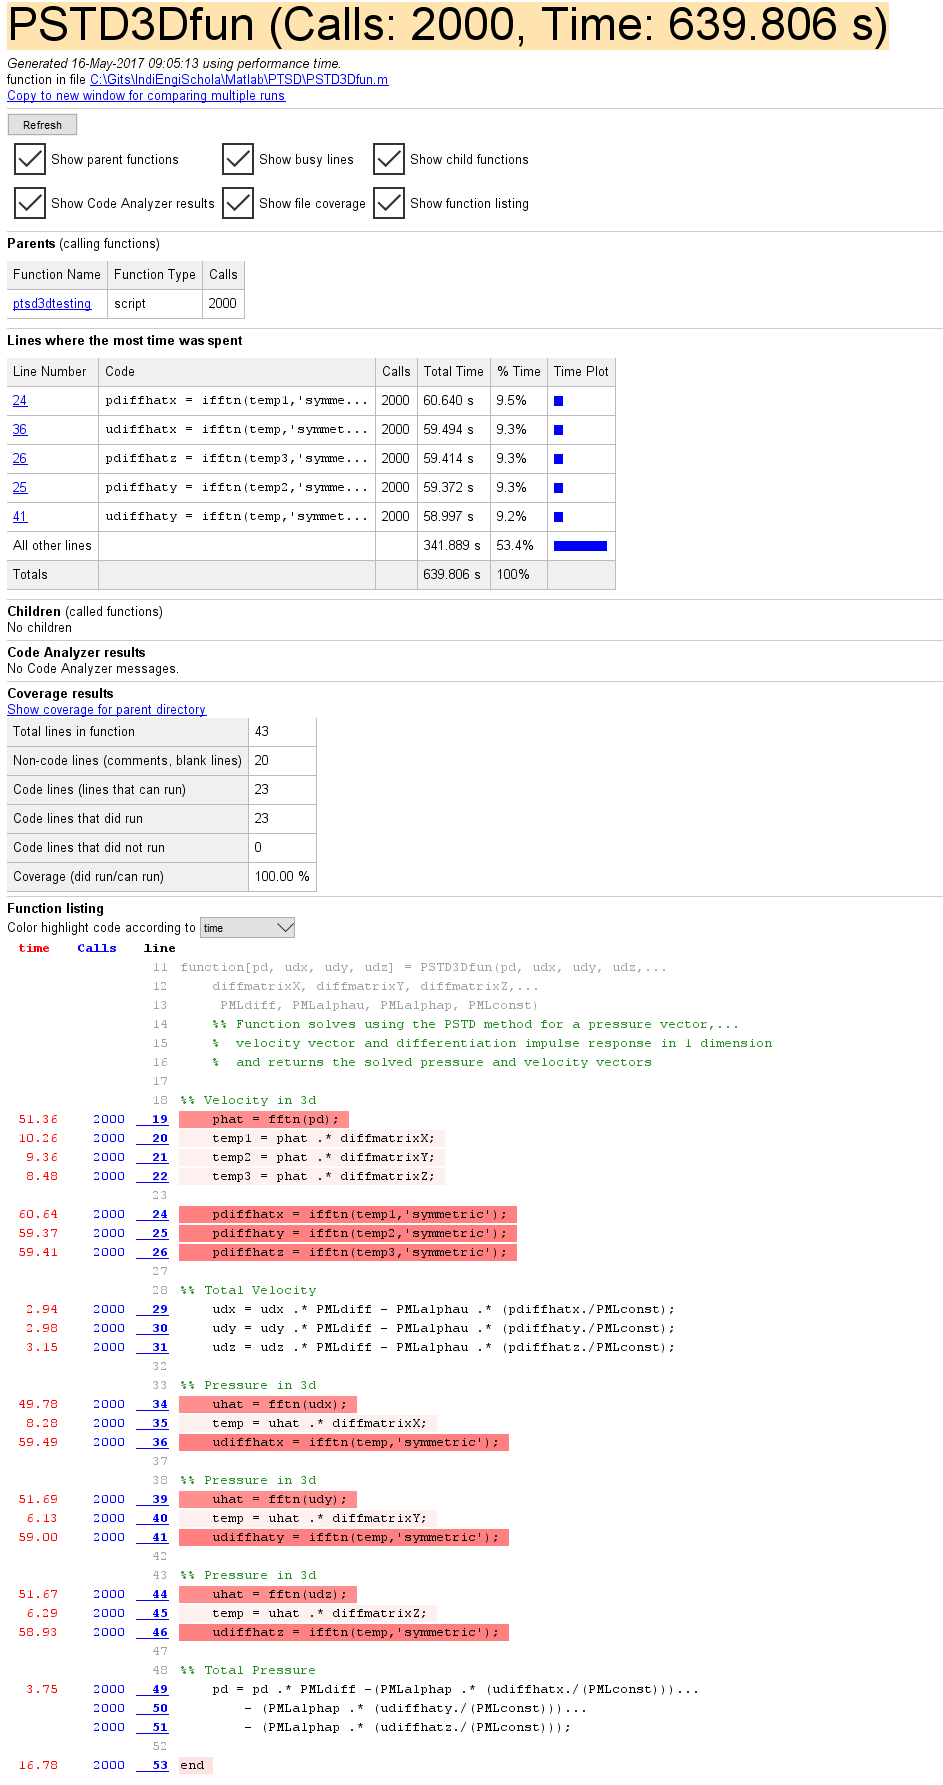 PSTD3Dfun (Calls: 2000, Time: 639.806 s)
Generated 16-May-2017 09:05:13 using performance time.
function in file C:\Gits\IndiEngiSchola\Matlab\PTSD\PSTD3Dfun.m
Copy to new window for comparing multiple runs
Refresh
Show parent functions Show busy lines Show child functions
Show Code Analyzer results Show file coverage Show function listing
Parents (calling functions)
Function Name Function Type Calls
ptsd3dtesting script 2000
Lines where the most time was spent
Line Number Code Calls Total Time % Time Time Plot
24 pdiffhatx = ifftn(temp1,'symme... 2000 60.640 s 9.5%
36 udiffhatx = ifftn(temp,'symmet... 2000 59.494 s 9.3%
26 pdiffhatz = ifftn(temp3,'symme... 2000 59.414 s 9.3%
25 pdiffhaty = ifftn(temp2,'symme... 2000 59.372 s 9.3%
41 udiffhaty = ifftn(temp,'symmet... 2000 58.997 s 9.2%
All other lines 341.889 s 53.4%
Totals 639.806 s 100%
Children (called functions)
No children
Code Analyzer results
No Code Analyzer messages.
Coverage results
Show coverage for parent directory
Total lines in function 43
Non-code lines (comments, blank lines) 20
Code lines (lines that can run) 23
Code lines that did run 23
Code lines that did not run 0
Coverage (did run/can run) 100.00 %
Function listing
Color highlight code according to time
time Calls line
11 function[pd, udx, udy, udz] = PSTD3Dfun(pd, udx, udy, udz,...
12 diffmatrixX, diffmatrixY, diffmatrixZ,...
13 PMLdiff, PMLalphau, PMLalphap, PMLconst)
14 %% Function solves using the PSTD method for a pressure vector,...
15 % velocity vector and differentiation impulse response in 1 dimension
16 % and returns the solved pressure and velocity vectors
17
18 %% Velocity in 3d
51.36 2000 19 phat = fftn(pd);
10.26 2000 20 temp1 = phat .* diffmatrixX;
9.36 2000 21 temp2 = phat .* diffmatrixY;
8.48 2000 22 temp3 = phat .* diffmatrixZ;
23
60.64 2000 24 pdiffhatx = ifftn(temp1,'symmetric');
59.37 2000 25 pdiffhaty = ifftn(temp2,'symmetric');
59.41 2000 26 pdiffhatz = ifftn(temp3,'symmetric');
27
28 %% Total Velocity
2.94 2000 29 udx = udx .* PMLdiff - PMLalphau .* (pdiffhatx./PMLconst);
2.98 2000 30 udy = udy .* PMLdiff - PMLalphau .* (pdiffhaty./PMLconst);
3.15 2000 31 udz = udz .* PMLdiff - PMLalphau .* (pdiffhatz./PMLconst);
32
33 %% Pressure in 3d
49.78 2000 34 uhat = fftn(udx);
8.28 2000 35 temp = uhat .* diffmatrixX;
59.49 2000 36 udiffhatx = ifftn(temp,'symmetric');
37
38 %% Pressure in 3d
51.69 2000 39 uhat = fftn(udy);
6.13 2000 40 temp = uhat .* diffmatrixY;
59.00 2000 41 udiffhaty = ifftn(temp,'symmetric');
42
43 %% Pressure in 3d
51.67 2000 44 uhat = fftn(udz);
6.29 2000 45 temp = uhat .* diffmatrixZ;
58.93 2000 46 udiffhatz = ifftn(temp,'symmetric');
47
48 %% Total Pressure
3.75 2000 49 pd = pd .* PMLdiff -(PMLalphap .* (udiffhatx./(PMLconst)))...
2000 50 - (PMLalphap .* (udiffhaty./(PMLconst)))...
2000 51 - (PMLalphap .* (udiffhatz./(PMLconst)));
52
16.78 2000 53 end